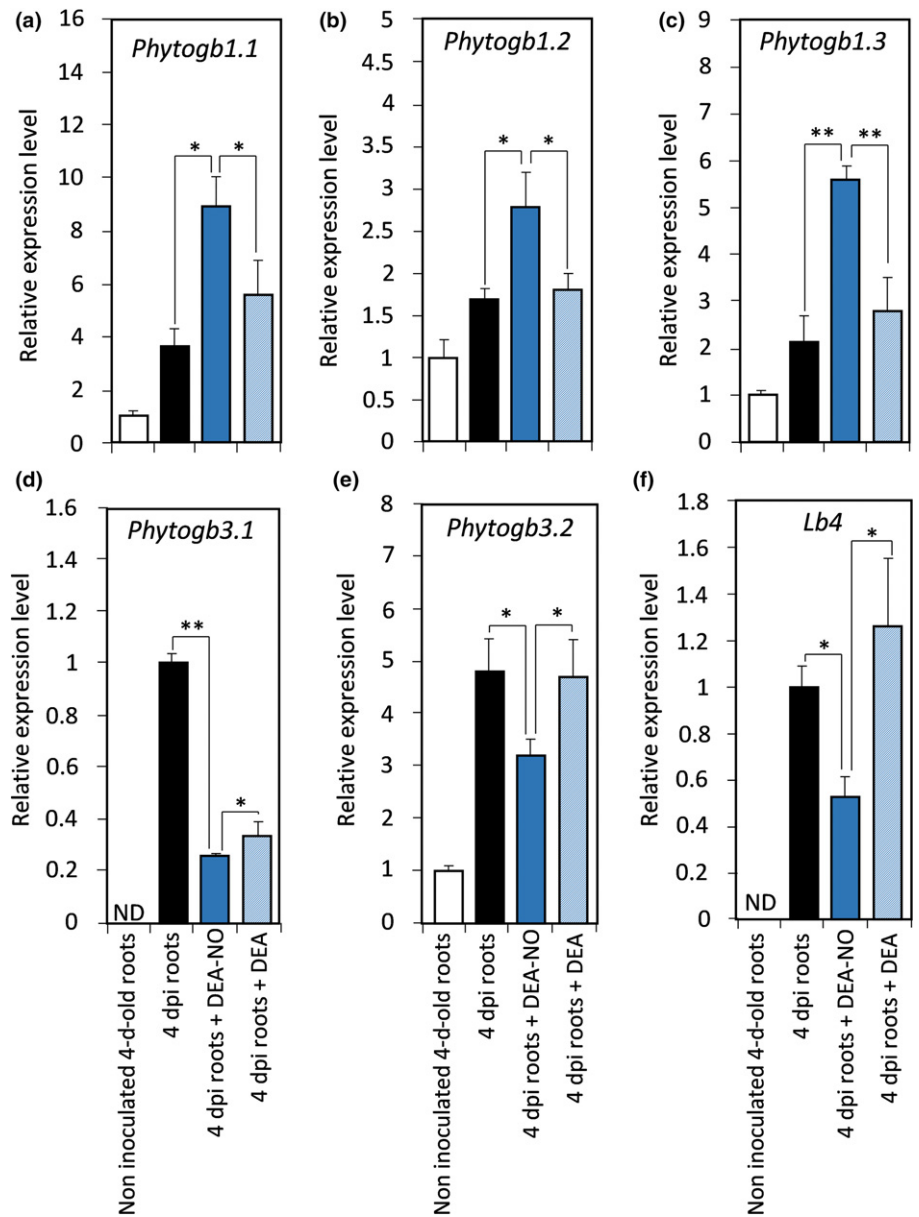 (a)
Phytogb1.1
Relative expression level
16
14
12
10
8
6
4
2
0
*
*
(b)
Phytogb1.2
Relative expression level
5
4.5
4
3.5
3
2.5
2
1.5
1
0.5
0
*
*
(c)
Phytogb1.3
Relative expression level
9
8
7
6
5
4
3
2
1
0
**
**
(d)
Phytogb3.1
Relative expression level
1.6
1.4
1.2
1
0.8
0.6
0.4
0.2
0
**
*
ND
Non inoculated 4-d-old roots
4 dpi roots
4 dpi roots + DEA-NO
4 dpi roots + DEA
(e)
Phytogb3.2
Relative expression level
8
7
6
5
4
3
2
1
0
*
*
Non inoculated 4-d-old roots
4 dpi roots
4 dpi roots + DEA-NO
4 dpi roots + DEA
(f)
Lb4
Relative expression level
1.8
1.6
1.4
1.2
1
0.8
0.6
0.4
0.2
0
*
*
ND
Non inoculated 4-d-old roots
4 dpi roots
4 dpi roots + DEA-NO
4 dpi roots + DEA